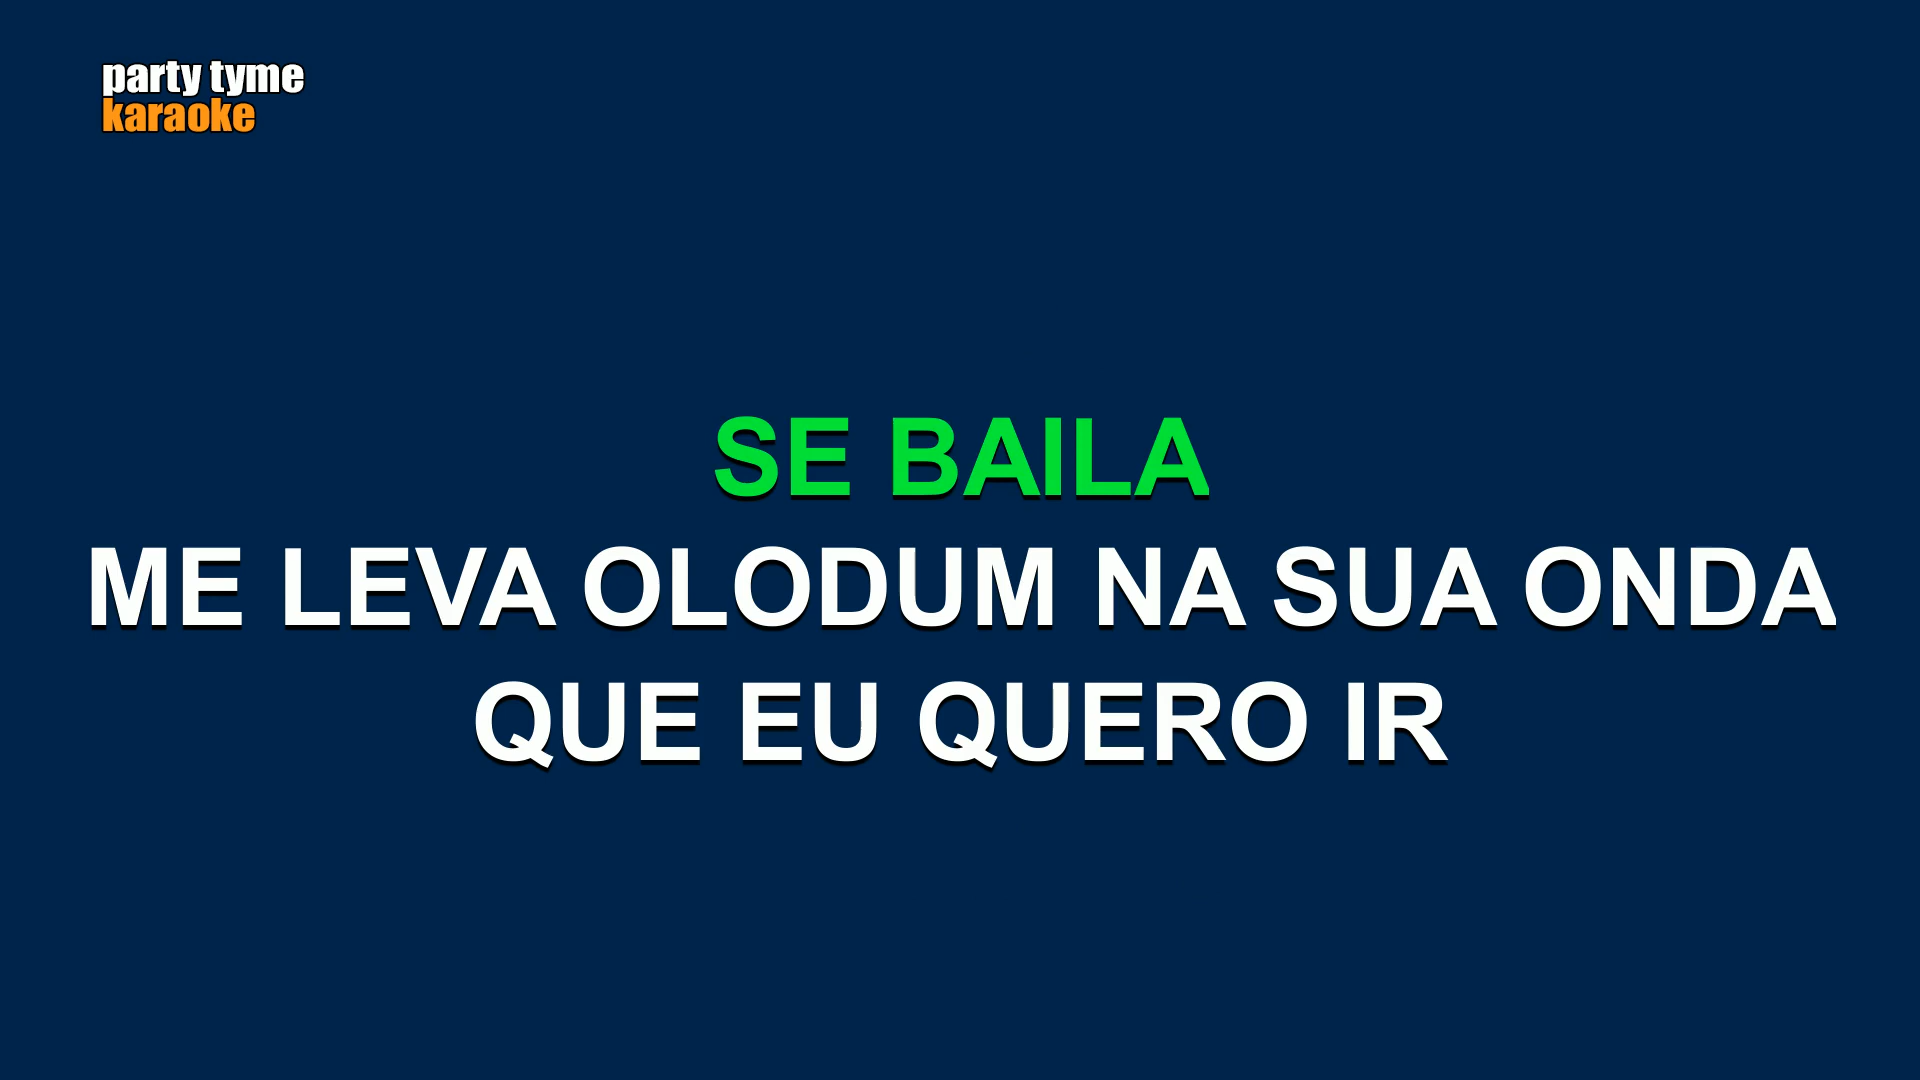 party tyme
karaoke
SE BAILA
ME LEVA OLODUM NA SUA ONDA
QUE EU QUERO IR